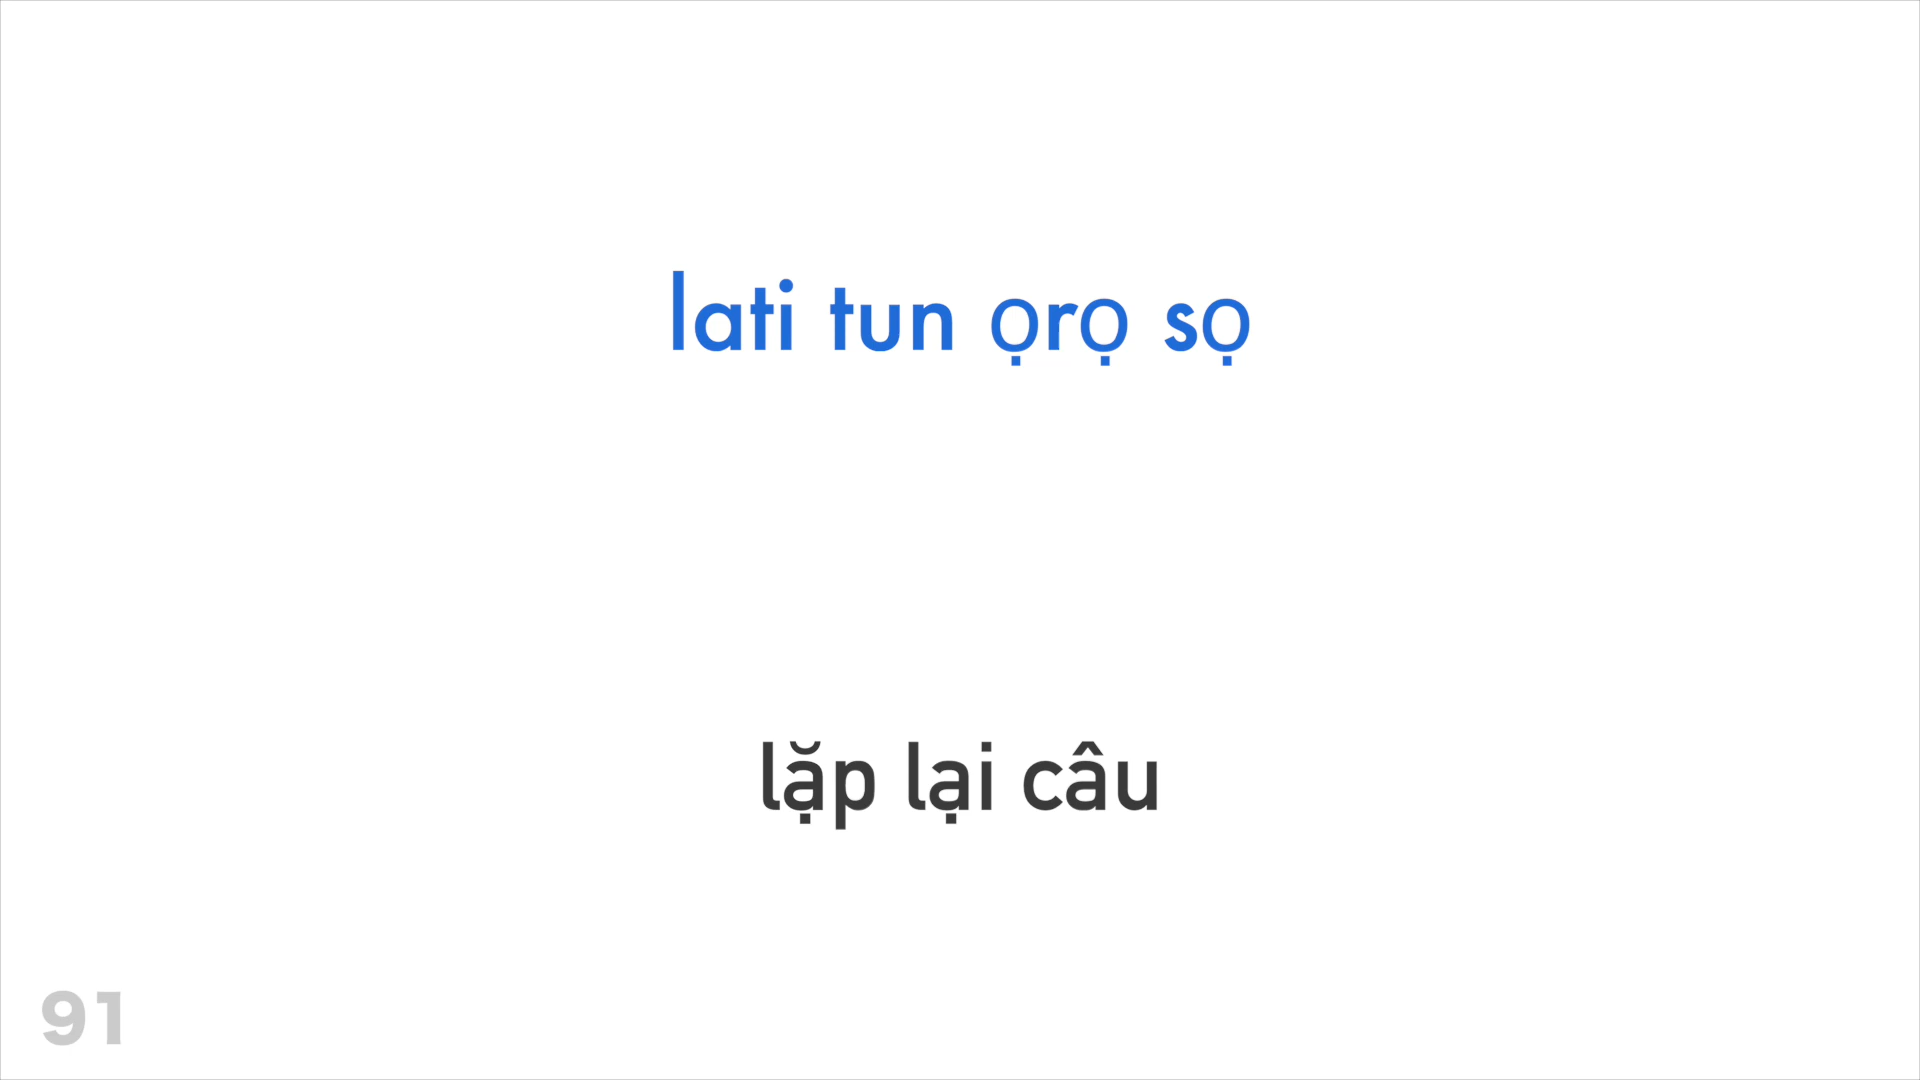 lati tun ọrọ sọ
lặp lại câu
91